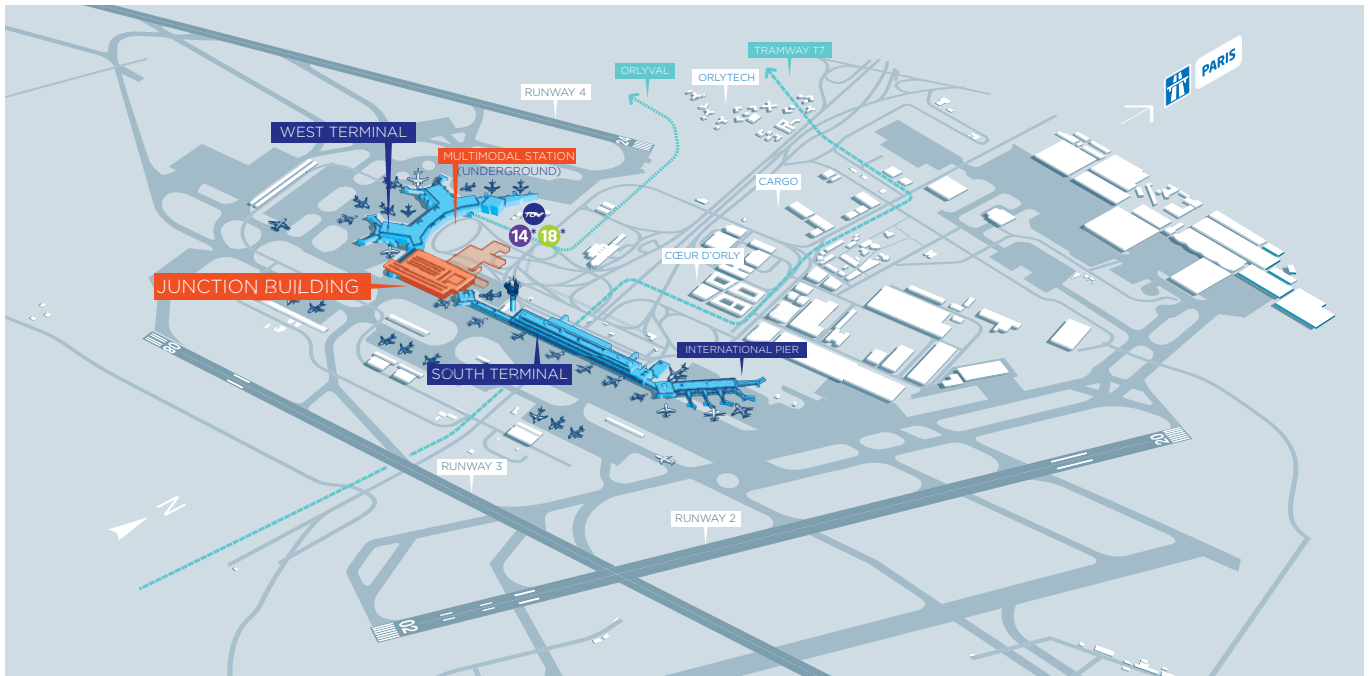 TRAMWAY T7
PARIS
ORLYVAL
ORLYTECH
RUNWAY 4
24
WEST TERMINAL
MULTIMODAL STATION
(UNDERGROUND)
CARGO
TGV
14* 18*
CŒUR D'ORLY
JUNCTION BUILDING
08
INTERNATIONAL PIER
SOUTH TERMINAL
20
RUNWAY 3
N
RUNWAY 2
02